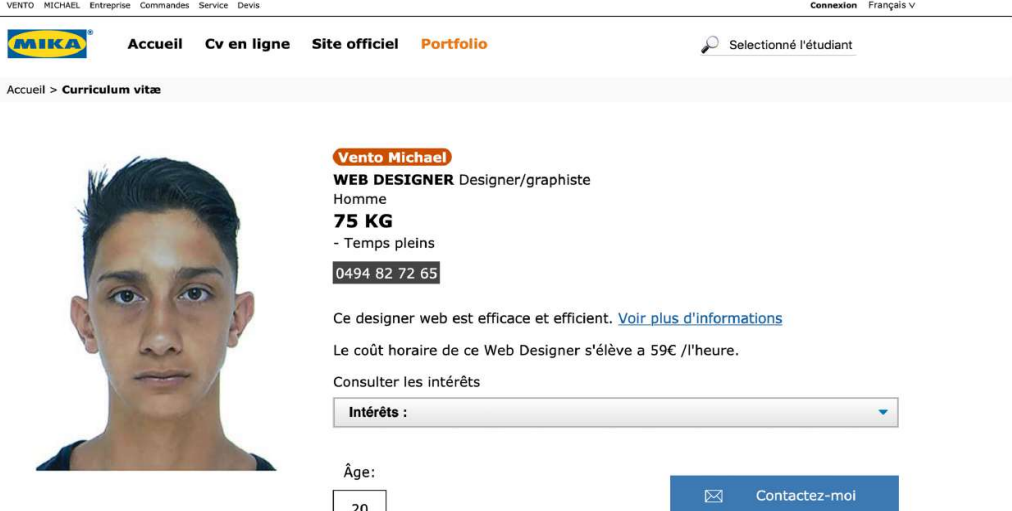 VENTO MICHAEL Entreprise Commandes Service Devis Connexion Français
MIKA® Accueil Cv en ligne Site officiel Portfolio Selectionné l'étudiant
Accueil > Curriculum vitæ
Vento Michael
WEB DESIGNER Designer/graphiste
Homme
75 KG
- Temps pleins
0494 82 72 65
Ce designer web est efficace et efficient. Voir plus d'informations
Le coût horaire de ce Web Designer s'élève a 59€ /l'heure.
Consulter les intérêts
Intérêts :
Âge:
20
Contactez-moi